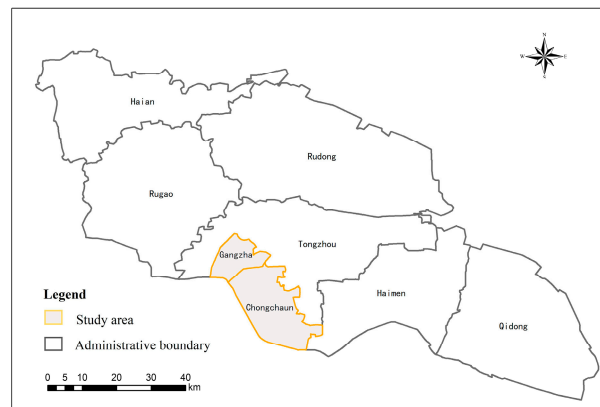 N
W E
Haian
Rudong
Rugao
Tongzhou
Gangzha
Haimen
Chongchaun
Qidong
Legend
Study area
Administrative boundary
0 5 10 20 30 40
km